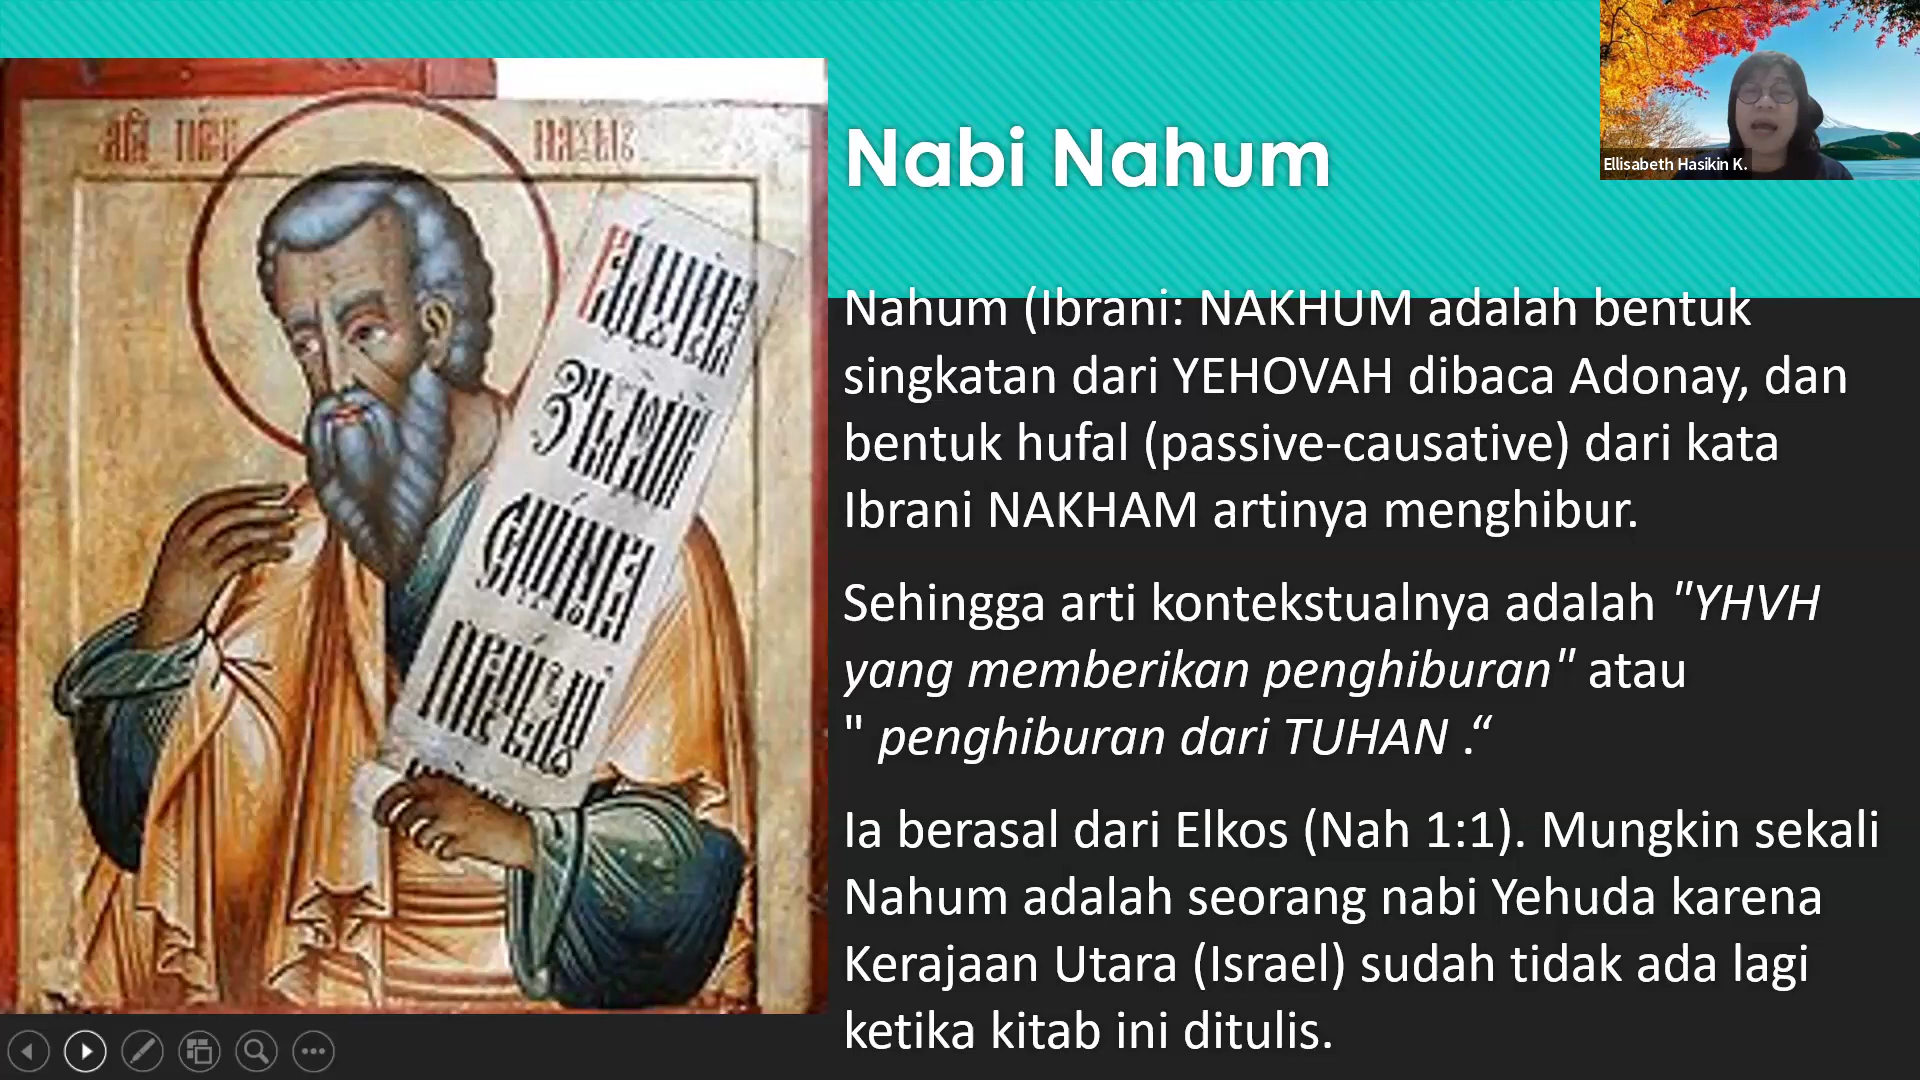 Nabi Nahum
Ellisabeth Hasikin K.
Nahum (Ibrani: NAKHUM adalah bentuk
singkatan dari YEHOVAH dibaca Adonay, dan
bentuk hufal (passive-causative) dari kata
Ibrani NAKHAM artinya menghibur.
Sehingga arti kontekstualnya adalah "YHVH
yang memberikan penghiburan" atau
" penghiburan dari TUHAN .“
Ia berasal dari Elkos (Nah 1:1). Mungkin sekali
Nahum adalah seorang nabi Yehuda karena
Kerajaan Utara (Israel) sudah tidak ada lagi
ketika kitab ini ditulis.